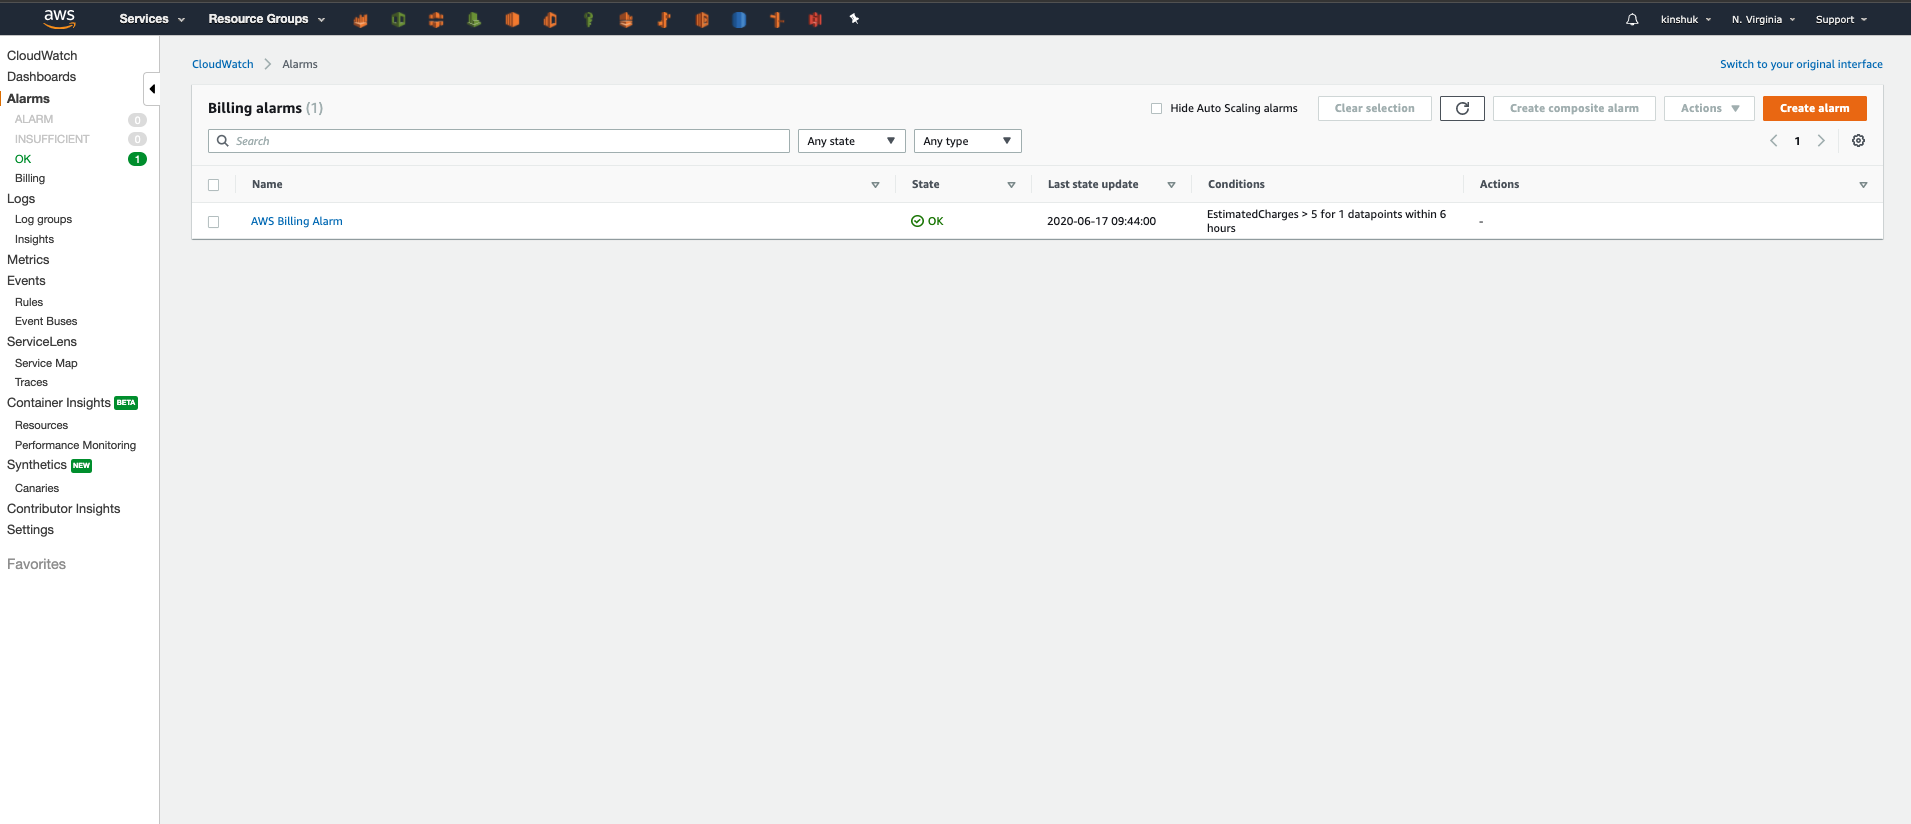 aws Services Resource Groups kinshuk N. Virginia Support
CloudWatch
Dashboards
Alarms
ALARM 0
INSUFFICIENT 0
OK 1
Billing
Logs
Log groups
Insights
Metrics
Events
Rules
Event Buses
ServiceLens
Service Map
Traces
Container Insights BETA
Resources
Performance Monitoring
Synthetics NEW
Canaries
Contributor Insights
Settings
Favorites
CloudWatch Alarms Switch to your original interface
Billing alarms (1) Hide Auto Scaling alarms Clear selection Create composite alarm Actions Create alarm
Search Any state Any type 1
Name State Last state update Conditions Actions
AWS Billing Alarm OK 2020-06-17 09:44:00 EstimatedCharges > 5 for 1 datapoints within 6 -
hours